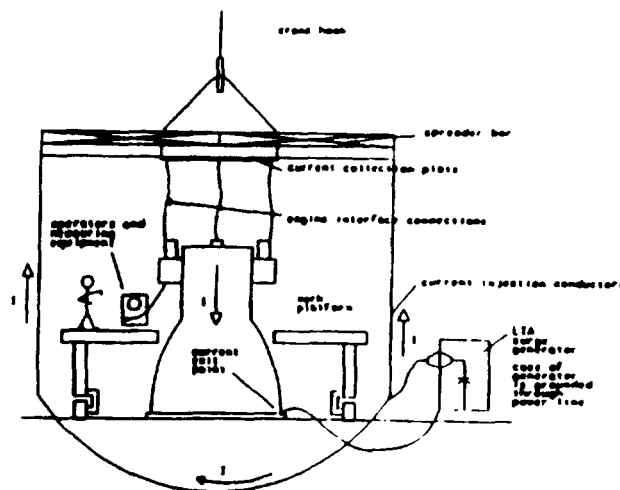 crane hook
spreader bar
current collection plate
engine interface connections
operators and
measuring
equipment
I
I
work
platform
current injection conductors
I
current
exit
point
LTA
surge
generator
case of
generator
is grounded
through
power line
I